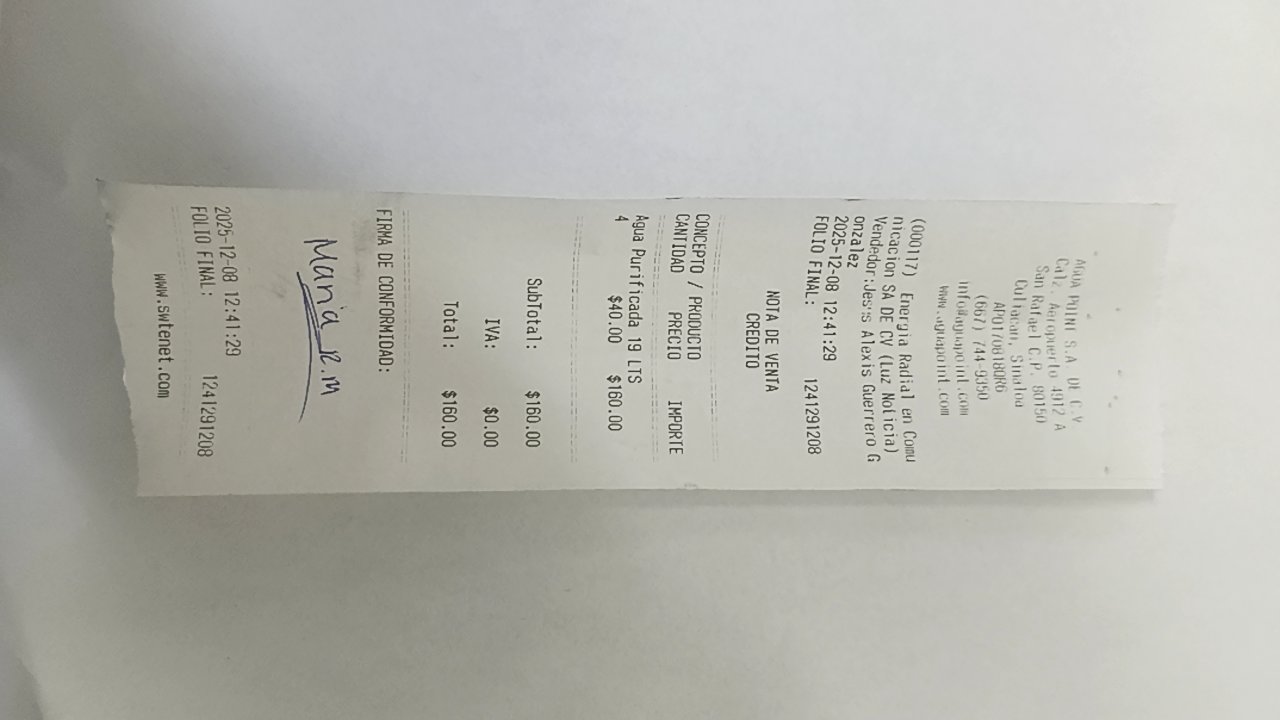 AGUA POINT S.A. DE C.V.
Calz. Aeropuerto 4912 A
San Rafael C.P. 80150
Culiacan, Sinaloa
APO170818QR6
(667) 744-9350
info@aguapoint.com
www.aguapoint.com
(000117) Energia Radial en Comu
nicacion SA DE CV (Luz Noticia)
Vendedor:Jes:s Alexis Guerrero G
onzalez
2025-12-08 12:41:29
FOLIO FINAL: 1241291208
NOTA DE VENTA
CREDITO
CONCEPTO / PRODUCTO
CANTIDAD PRECIO IMPORTE
Agua Purificada 19 LTS
4 $40.00 $160.00
SubTotal: $160.00
IVA: $0.00
Total: $160.00
FIRMA DE CONFORMIDAD:
Maria R.M
2025-12-08 12:41:29
FOLIO FINAL: 1241291208
www.swtenet.com